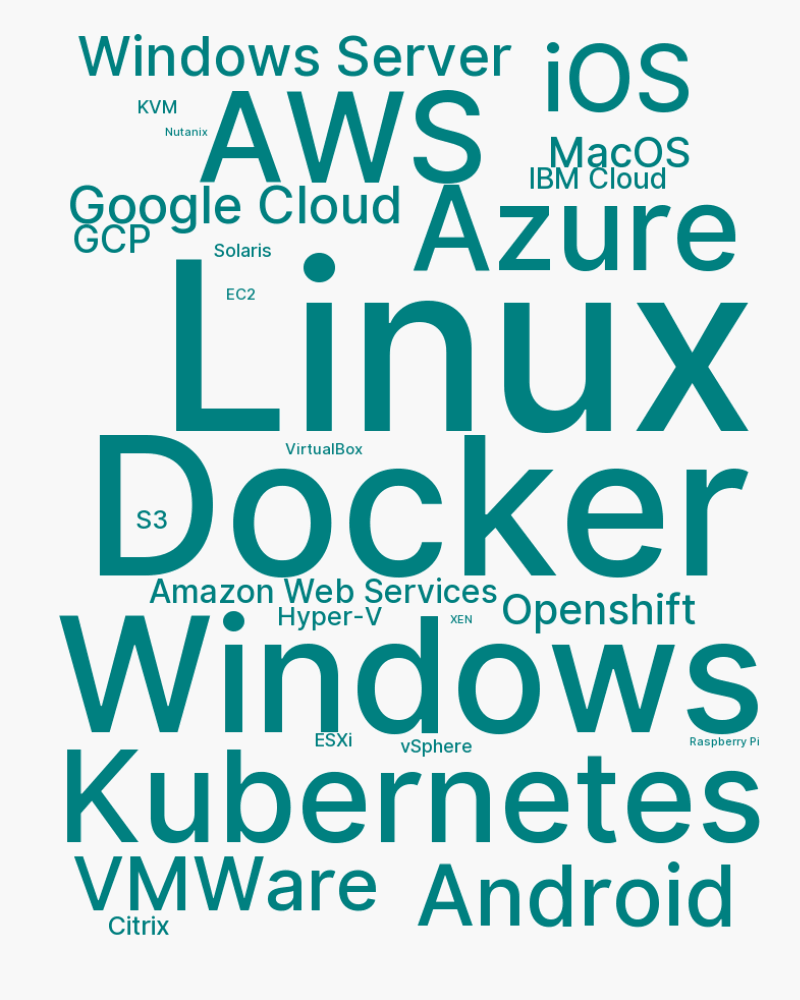 Windows Server
iOS
KVM
AWS
Nutanix
MacOS
IBM Cloud
Google Cloud
Azure
GCP
Solaris
Linux
EC2
Docker
VirtualBox
S3
Amazon Web Services
Openshift
Hyper-V
XEN
Windows
ESXi
vSphere
Raspberry Pi
Kubernetes
VMWare
Android
Citrix